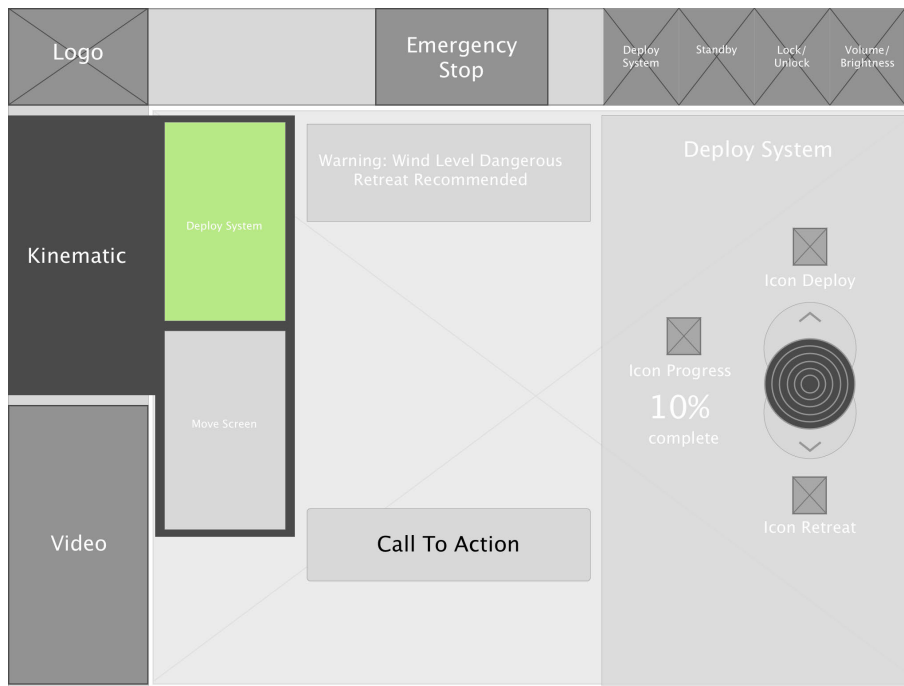 Logo
Emergency
Stop
Deploy
System
Standby
Lock/
Unlock
Volume/
Brightness
Kinematic
Deploy System
Move Screen
Video
Warning: Wind Level Dangerous
Retreat Recommended
Call To Action
Deploy System
Icon Deploy
Icon Progress
10%
complete
Icon Retreat